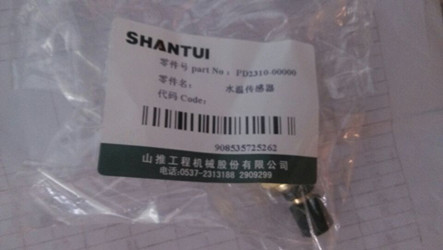 SHANTUI
零件号 part No: PD2310-00000
零件名: 水温传感器
代码 Code:
908535725262
山推工程机械股份有限公司
电话:0537-2313188 2909299